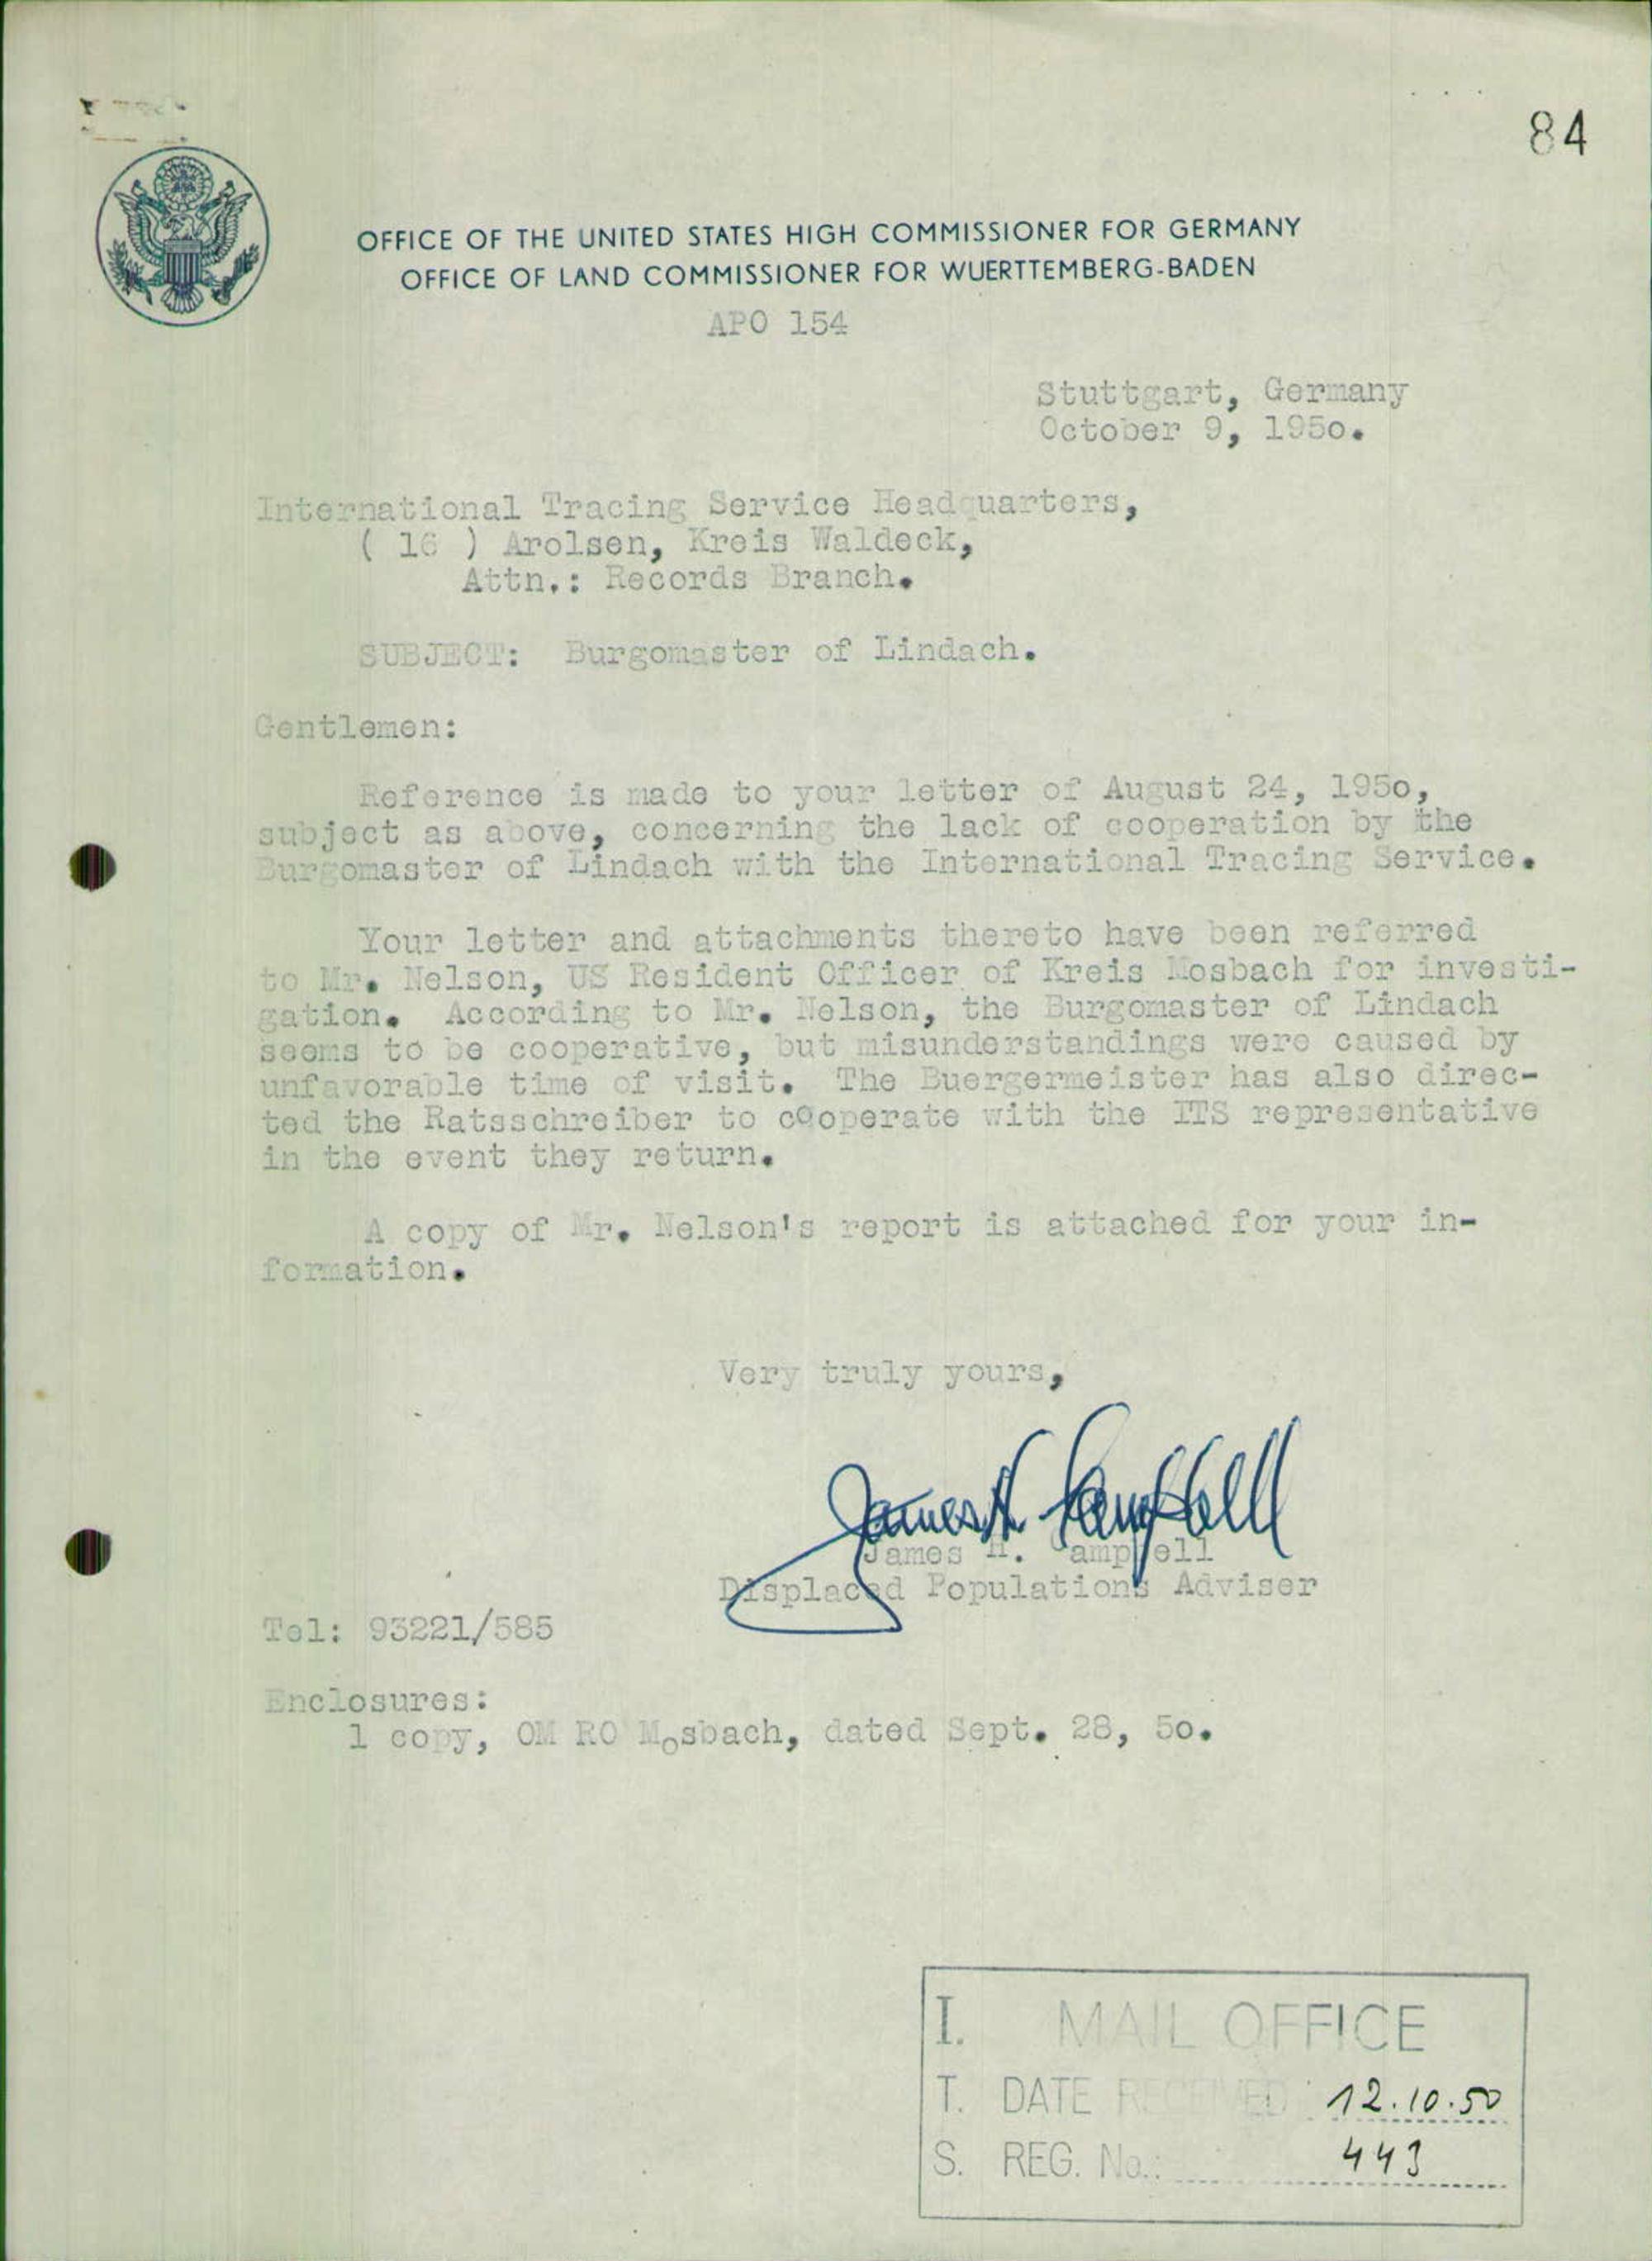 84
OFFICE OF THE UNITED STATES HIGH COMMISSIONER FOR GERMANY
OFFICE OF LAND COMMISSIONER FOR WUERTTEMBERG-BADEN
APO 154
Stuttgart, Germany
October 9, 1950.
International Tracing Service Headquarters,
( 16 ) Arolsen, Kreis Waldeck,
Attn.: Records Branch.
SUBJECT: Burgomaster of Lindach.
Gentlemen:
Reference is made to your letter of August 24, 1950,
subject as above, concerning the lack of cooperation by the
Burgomaster of Lindach with the International Tracing Service.
Your letter and attachments thereto have been referred
to Mr. Nelson, US Resident Officer of Kreis Mosbach for investi-
gation. According to Mr. Nelson, the Burgomaster of Lindach
seems to be cooperative, but misunderstandings were caused by
unfavorable time of visit. The Buergermeister has also direc-
ted the Ratsschreiber to cooperate with the ITS representative
in the event they return.
A copy of Mr. Nelson's report is attached for your in-
formation.
Very truly yours,
James H. Campbell
James H. Campbell
Displaced Populations Adviser
Tel: 93221/585
Enclosures:
1 copy, OM RO Mosbach, dated Sept. 28, 50.
I. MAIL OFFICE
T. DATE RECEIVED: 12.10.50
S. REG. No.: 443